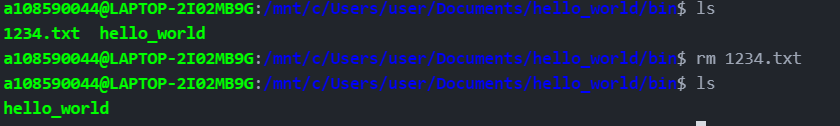 a108590044@LAPTOP-2I02MB9G:/mnt/c/Users/user/Documents/hello_world/bin$ ls
1234.txt  hello_world
a108590044@LAPTOP-2I02MB9G:/mnt/c/Users/user/Documents/hello_world/bin$ rm 1234.txt
a108590044@LAPTOP-2I02MB9G:/mnt/c/Users/user/Documents/hello_world/bin$ ls
hello_world